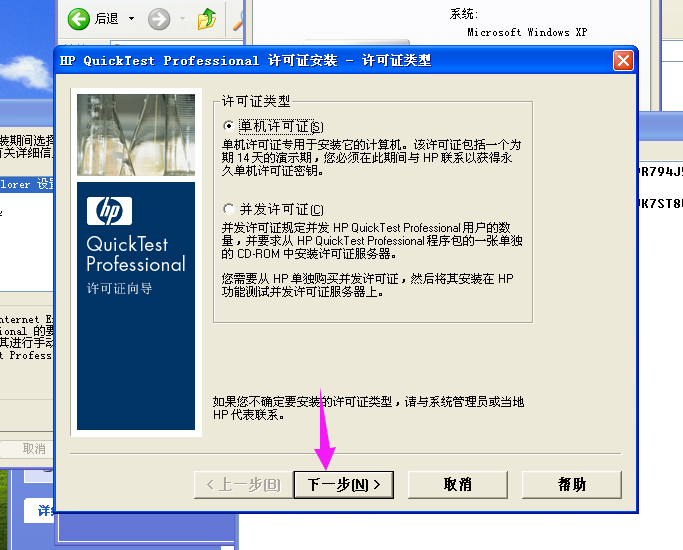 后退
系统:
Microsoft Windows XP
HP QuickTest Professional 许可证安装 - 许可证类型
许可证类型
单机许可证(S)
单机许可证专用于安装它的计算机。该许可证包括一个为
期 14 天的演示期，您必须在此期间与 HP 联系以获得永
久单机许可证密钥。
并发许可证(C)
并发许可证规定并发 HP QuickTest Professional 用户的数
量，并要求从 HP QuickTest Professional 程序包的一张单独
的 CD-ROM 中安装许可证服务器。
您需要从 HP 单独购买并发许可证，然后将其安装在 HP
功能测试并发许可证服务器上。
如果您不确定要安装的许可证类型，请与系统管理员或当地
HP 代表联系。
hp
QuickTest
Professional
许可证向导
< 上一步(B)
下一步(N) >
取消
帮助
装期间选择
有关详细信息
lorer 设置
nternet E
ional 的要
其进行手动
t Profess
取消
R794J5
K7ST8